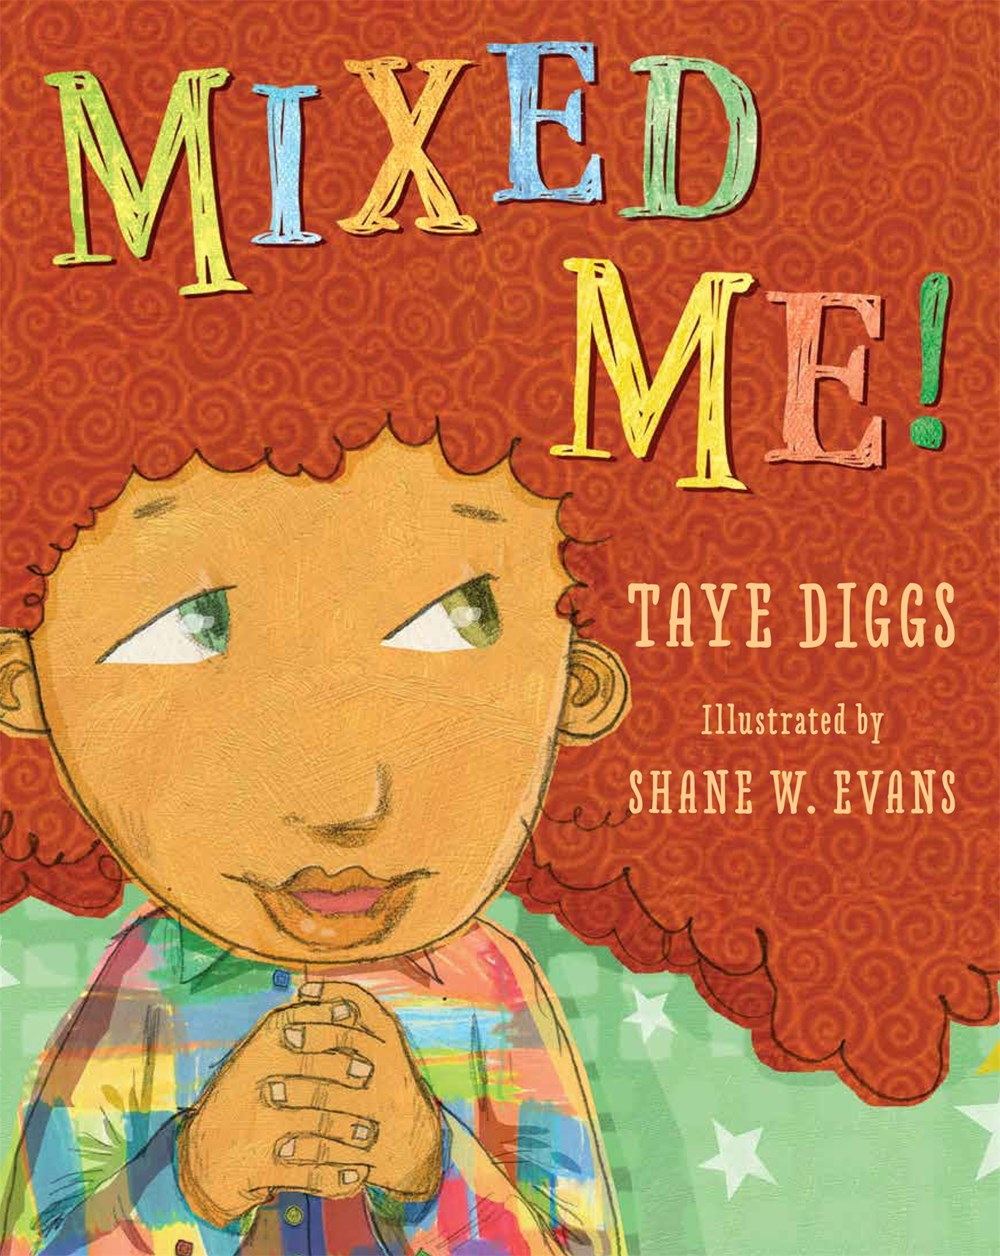 MIXED
ME!
TAYE DIGGS
Illustrated by
SHANE W. EVANS